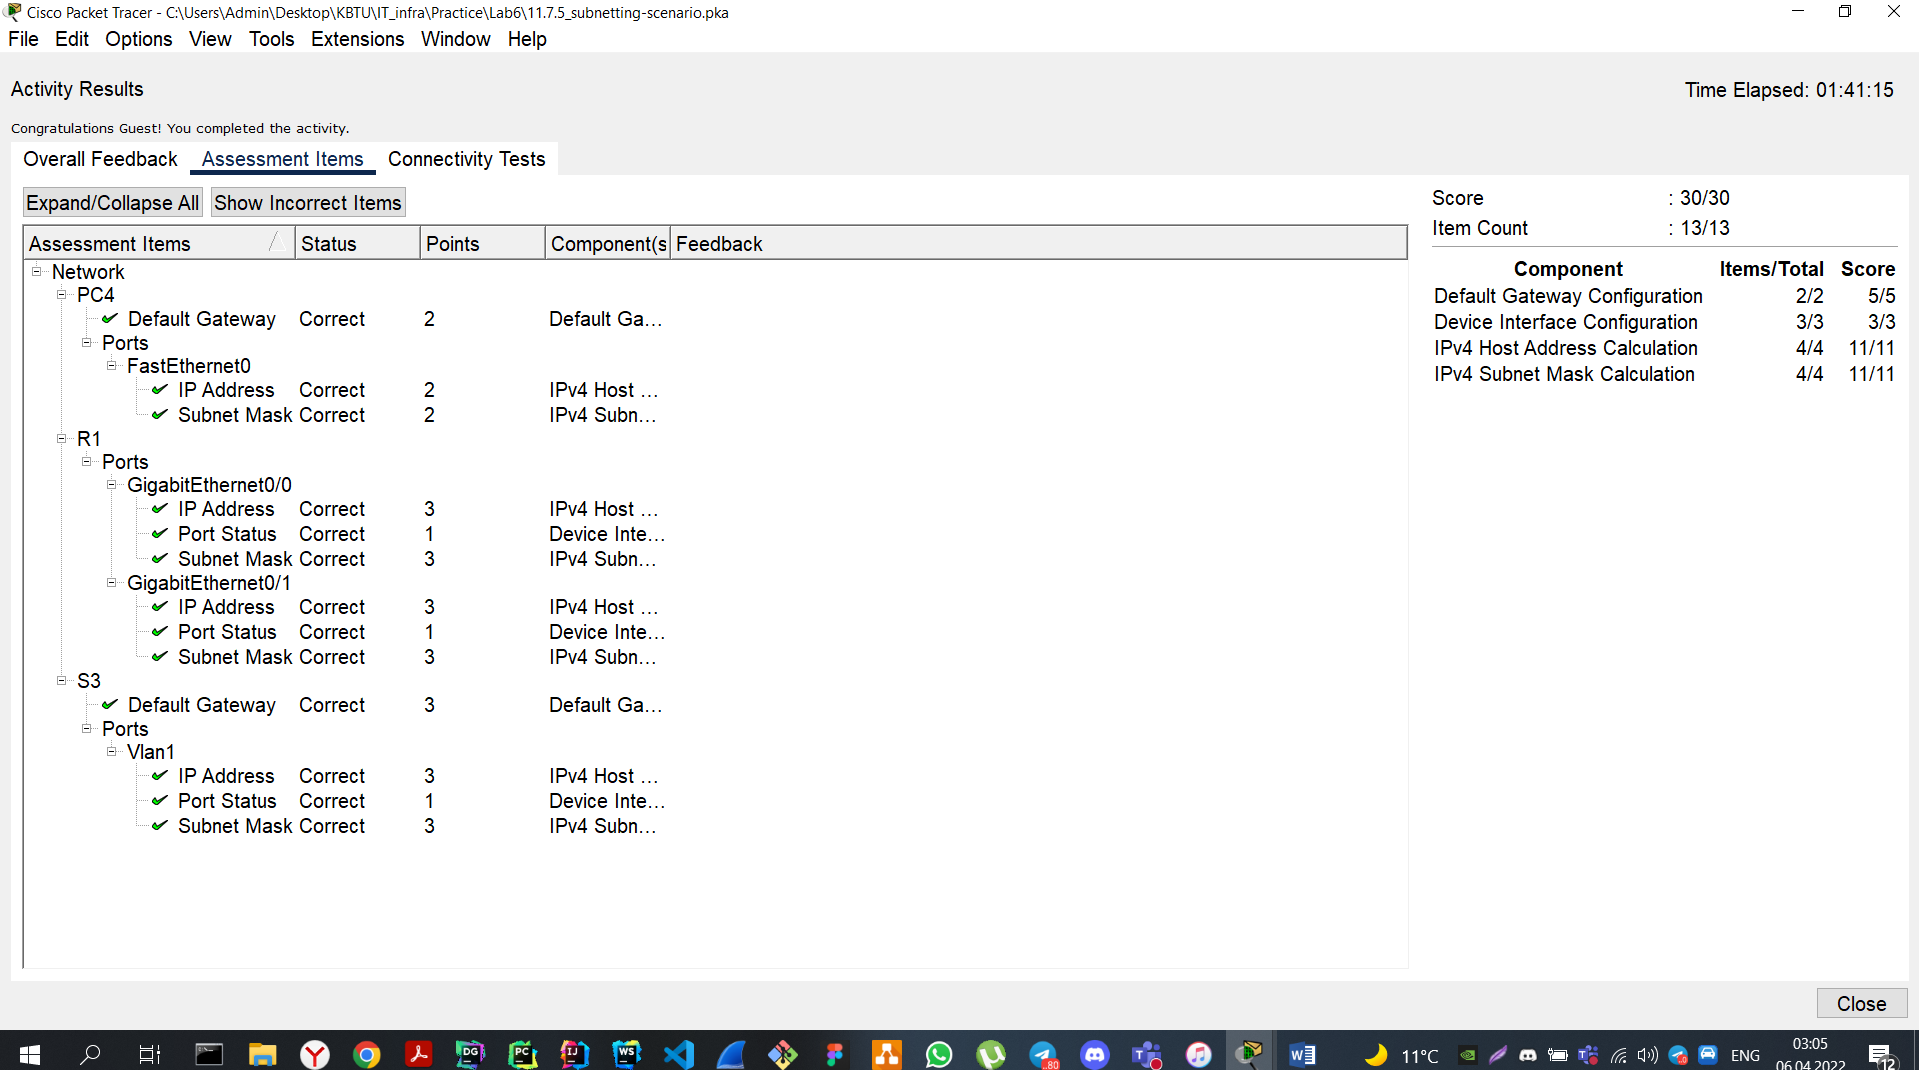 Cisco Packet Tracer - C:\Users\Admin\Desktop\KBTU\IT_infra\Practice\Lab6\11.7.5_subnetting-scenario.pka
File Edit Options View Tools Extensions Window Help
Activity Results
Time Elapsed: 01:41:15
Congratulations Guest! You completed the activity.
Overall Feedback Assessment Items Connectivity Tests
Expand/Collapse All Show Incorrect Items
Assessment Items Status Points Component(s Feedback
Network
PC4
Default Gateway Correct 2 Default Ga...
Ports
FastEthernet0
IP Address Correct 2 IPv4 Host ...
Subnet Mask Correct 2 IPv4 Subn...
R1
Ports
GigabitEthernet0/0
IP Address Correct 3 IPv4 Host ...
Port Status Correct 1 Device Inte...
Subnet Mask Correct 3 IPv4 Subn...
GigabitEthernet0/1
IP Address Correct 3 IPv4 Host ...
Port Status Correct 1 Device Inte...
Subnet Mask Correct 3 IPv4 Subn...
S3
Default Gateway Correct 3 Default Ga...
Ports
Vlan1
IP Address Correct 3 IPv4 Host ...
Port Status Correct 1 Device Inte...
Subnet Mask Correct 3 IPv4 Subn...
Score : 30/30
Item Count : 13/13
Component Items/Total Score
Default Gateway Configuration 2/2 5/5
Device Interface Configuration 3/3 3/3
IPv4 Host Address Calculation 4/4 11/11
IPv4 Subnet Mask Calculation 4/4 11/11
Close
DG PC IJ WS
11°C
ENG
03:05
06.04.2022
12